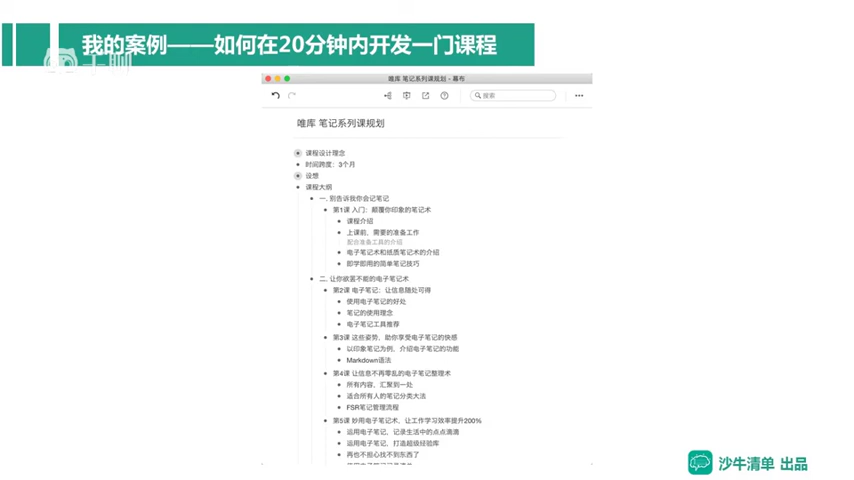 我的案例——如何在20分钟内开发一门课程
千聊
唯库 笔记系列课规划 - 幕布
搜索
唯库 笔记系列课规划
课程设计理念
时间跨度：3个月
设想
课程大纲
一. 别告诉我你会记笔记
第1课 入门：颠覆你印象的笔记术
课程介绍
上课前，需要的准备工作
配合准备工具的介绍
电子笔记术和纸质笔记术的介绍
即学即用的简单笔记技巧
二. 让你欲罢不能的电子笔记术
第2课 电子笔记：让信息随处可得
使用电子笔记的好处
笔记的使用理念
电子笔记工具推荐
第3课 这些姿势，助你享受电子笔记的快感
以印象笔记为例，介绍电子笔记的功能
Markdown语法
第4课 让信息不再零乱的电子笔记整理术
所有内容，汇聚到一处
适合所有人的笔记分类大法
FSR笔记管理流程
第5课 妙用电子笔记术，让工作学习效率提升200%
运用电子笔记，记录生活中的点点滴滴
运用电子笔记，打造超级经验库
再也不担心找不到东西了
沙牛清单 出品